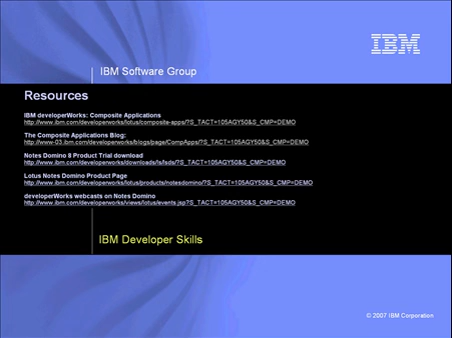 IBM
IBM Software Group
Resources
IBM developerWorks: Composite Applications
http://www.ibm.com/developerworks/lotus/composite-apps/?S_TACT=105AGY50&S_CMP=DEMO
The Composite Applications Blog:
http://www-03.ibm.com/developerworks/blogs/page/CompApps/?S_TACT=105AGY50&S_CMP=DEMO
Notes Domino 8 Product Trial download
http://www.ibm.com/developerworks/downloads/ls/lsds/?S_TACT=105AGY50&S_CMP=DEMO
Lotus Notes Domino Product Page
http://www.ibm.com/developerworks/lotus/products/notesdomino/?S_TACT=105AGY50&S_CMP=DEMO
developerWorks webcasts on Notes Domino
http://www.ibm.com/developerworks/views/lotus/events.jsp?S_TACT=105AGY50&S_CMP=DEMO
IBM Developer Skills
© 2007 IBM Corporation